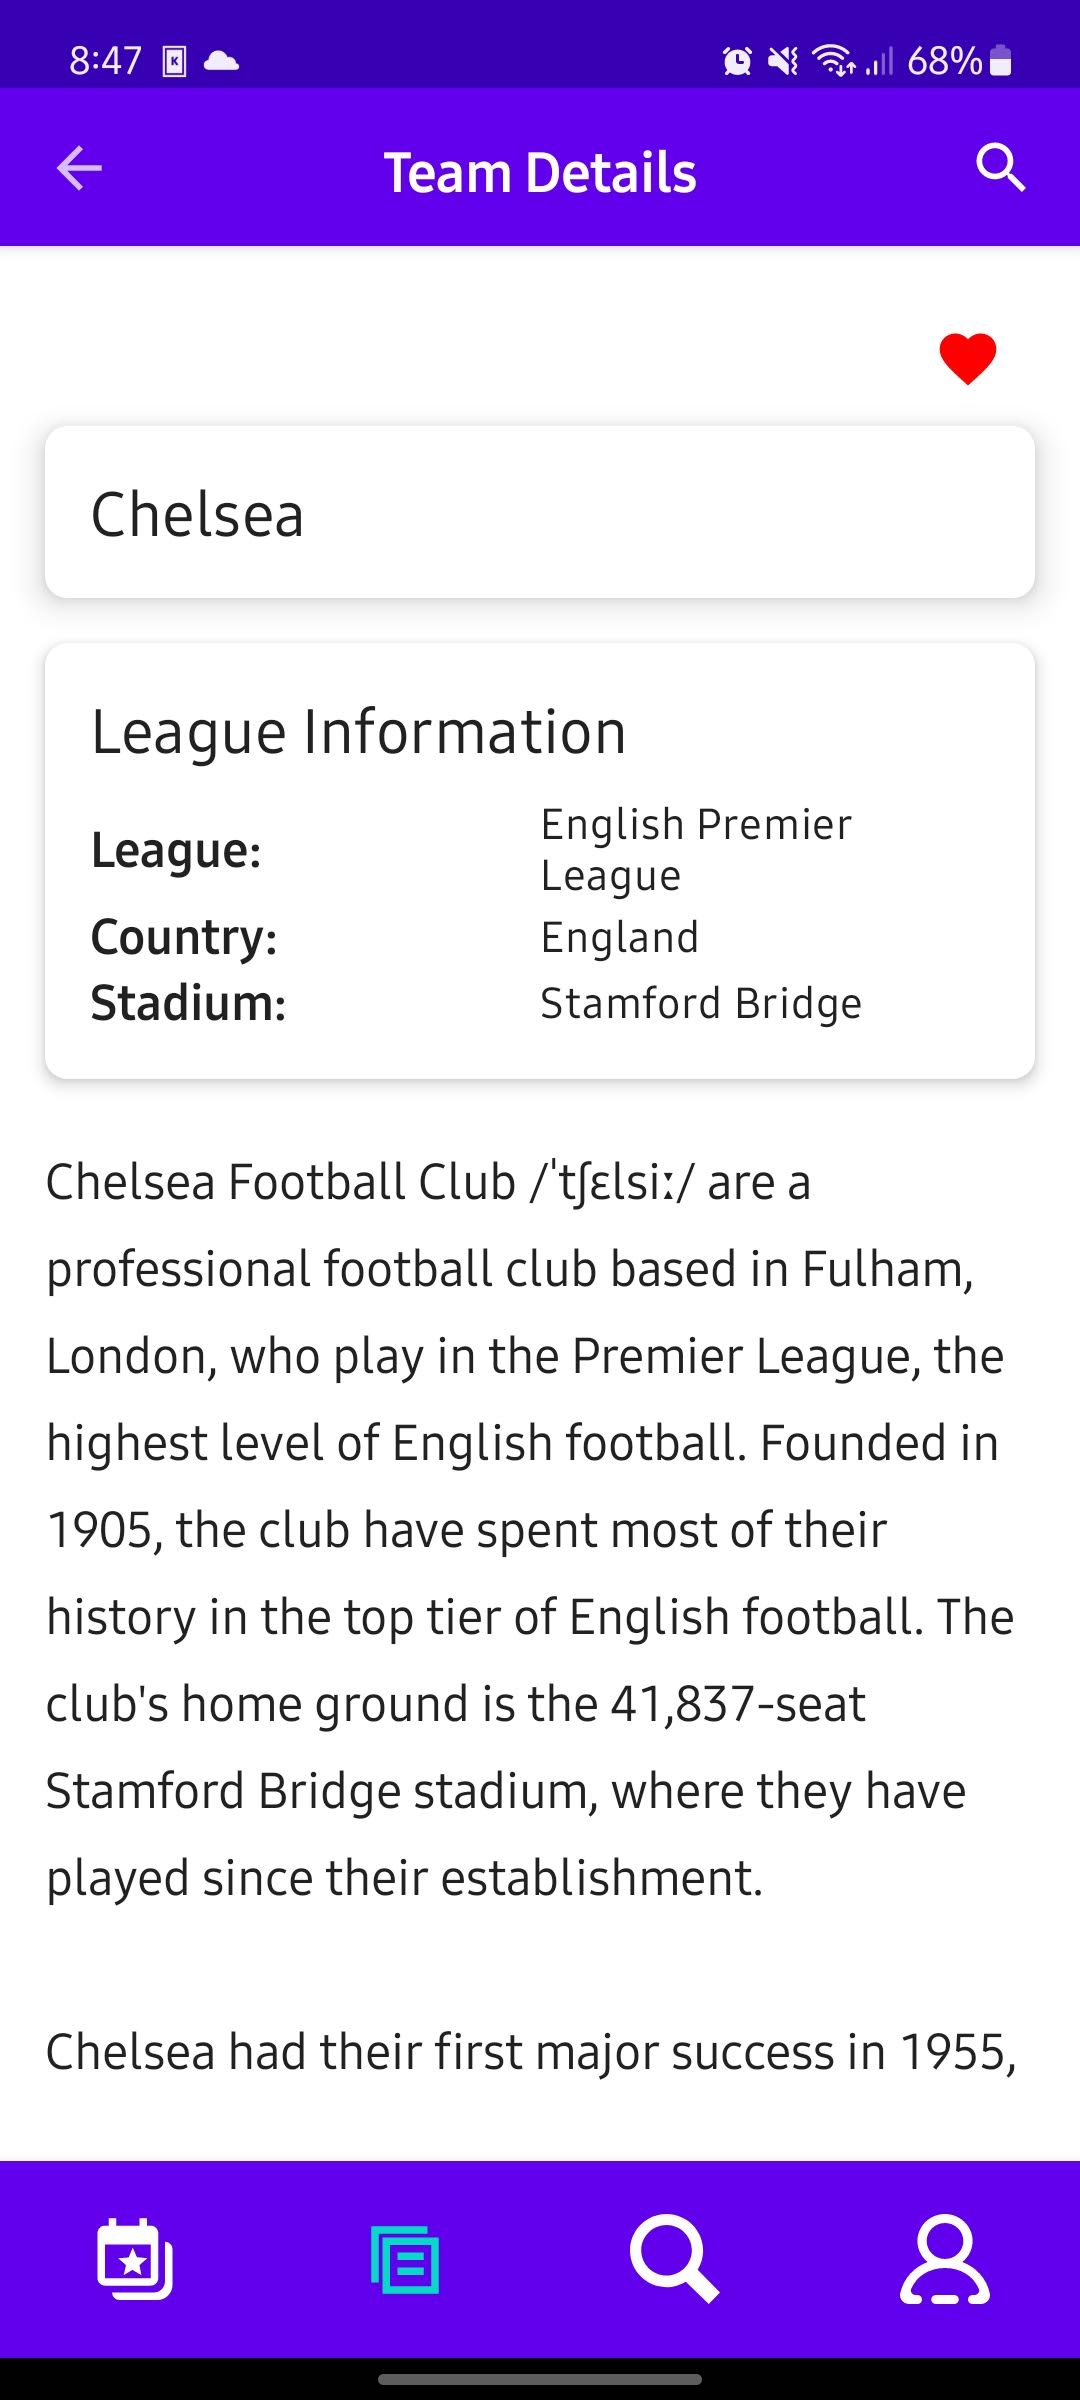 8:47 K 68%
Team Details
Chelsea
League Information
League: English Premier
League
Country: England
Stadium: Stamford Bridge
Chelsea Football Club /ˈtʃɛlsiː/ are a
professional football club based in Fulham,
London, who play in the Premier League, the
highest level of English football. Founded in
1905, the club have spent most of their
history in the top tier of English football. The
club's home ground is the 41,837-seat
Stamford Bridge stadium, where they have
played since their establishment.
Chelsea had their first major success in 1955,